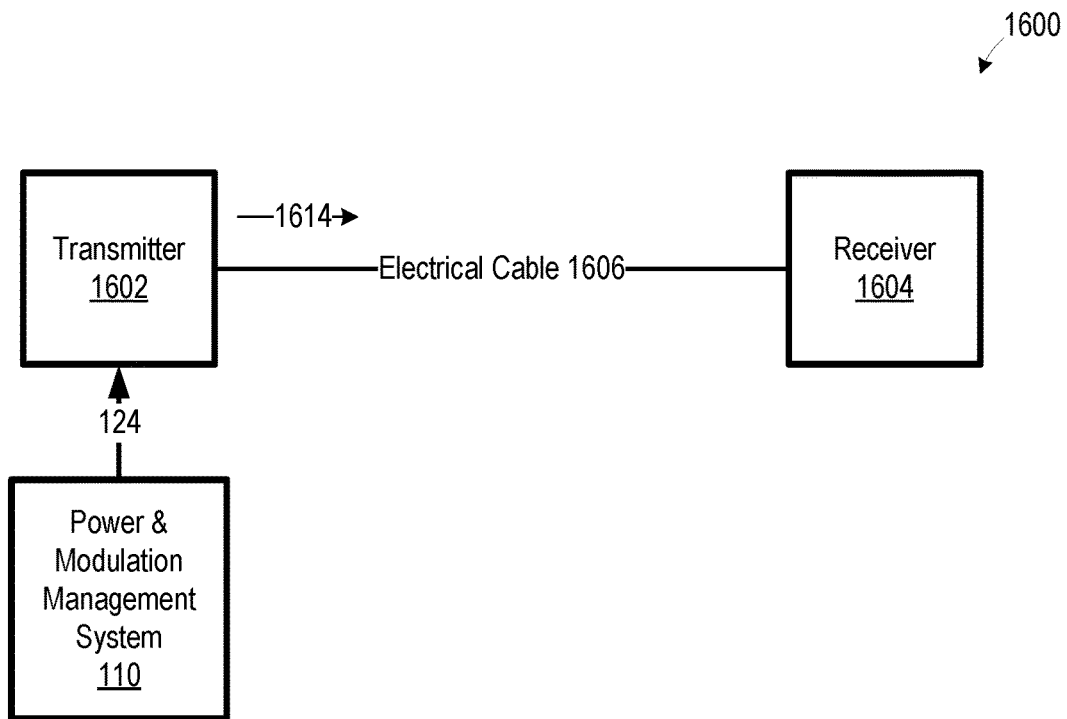 1600
Transmitter
1602
1614
Electrical Cable 1606
Receiver
1604
124
Power &
Modulation
Management
System
110